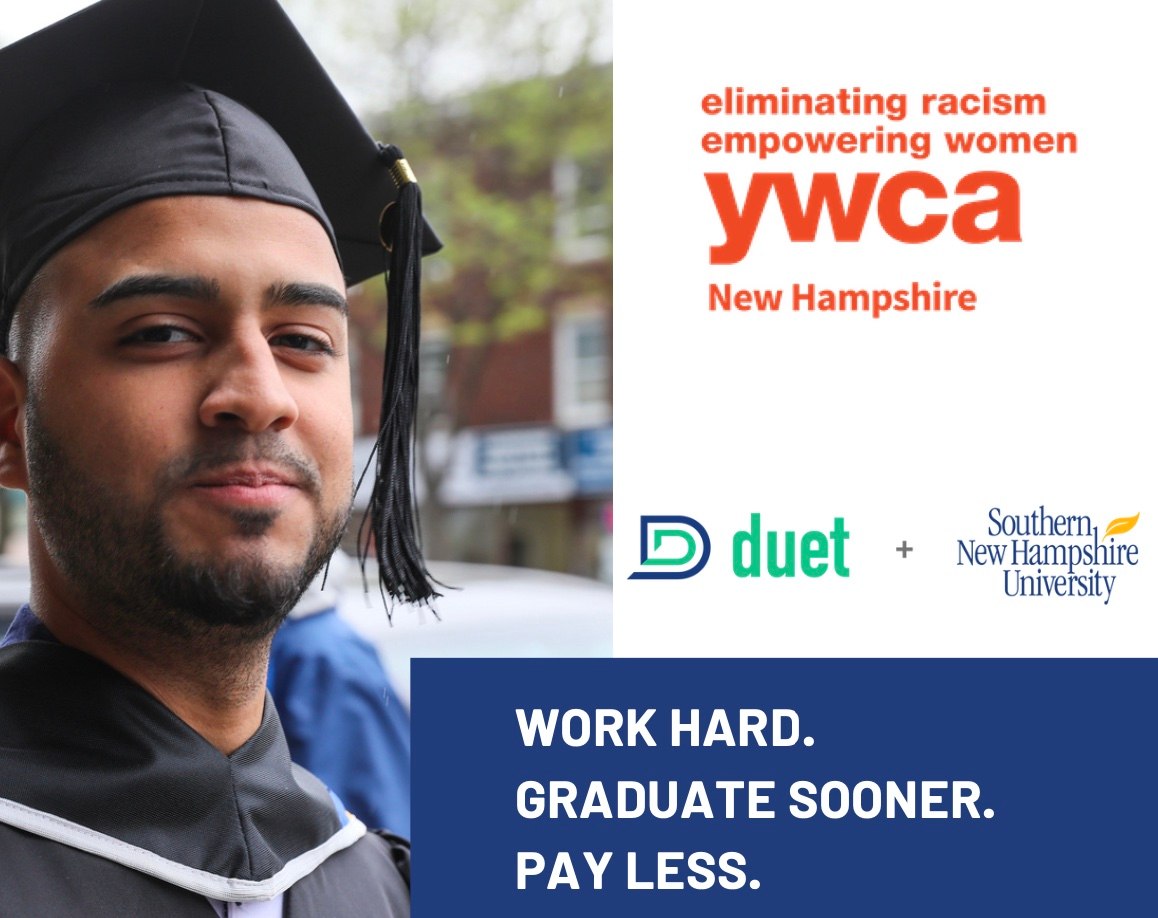 eliminating racism
empowering women
ywca
New Hampshire
duet
+
Southern
New Hampshire
University
WORK HARD.
GRADUATE SOONER.
PAY LESS.